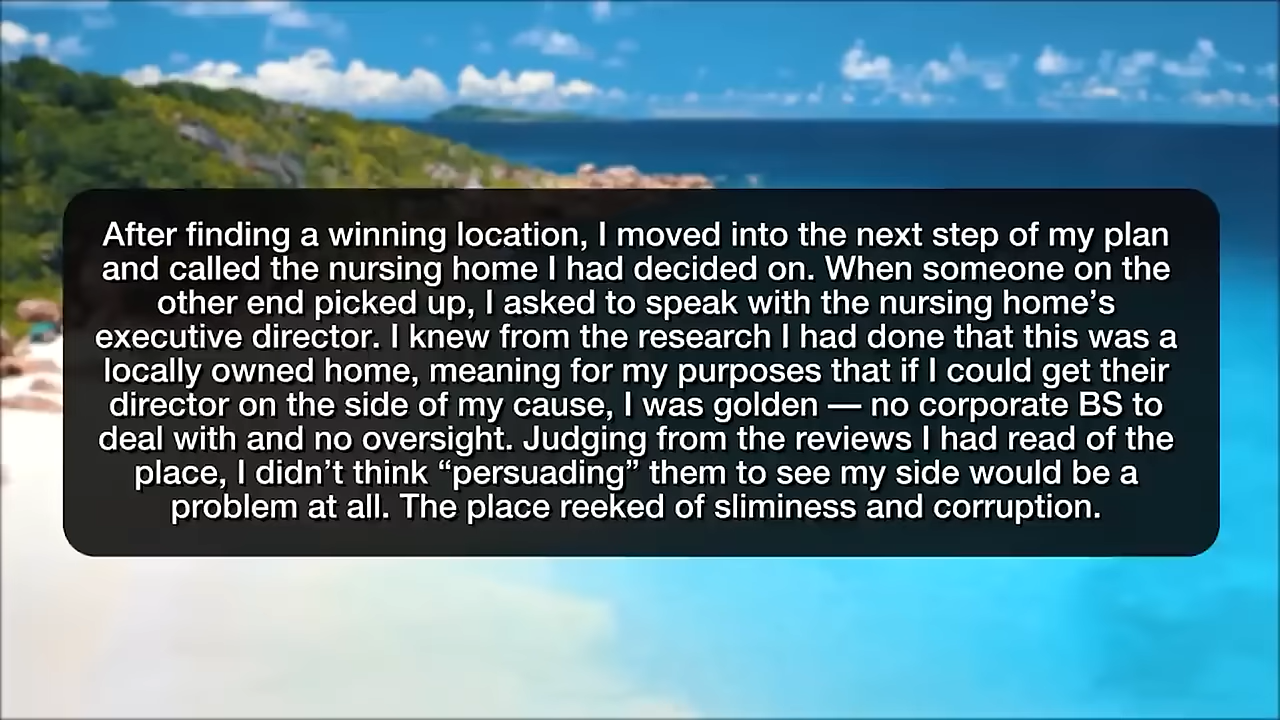 After finding a winning location, I moved into the next step of my plan
and called the nursing home I had decided on. When someone on the
other end picked up, I asked to speak with the nursing home’s
executive director. I knew from the research I had done that this was a
locally owned home, meaning for my purposes that if I could get their
director on the side of my cause, I was golden — no corporate BS to
deal with and no oversight. Judging from the reviews I had read of the
place, I didn’t think “persuading” them to see my side would be a
problem at all. The place reeked of sliminess and corruption.